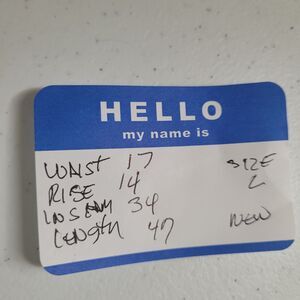 HELLO
my name is
WAIST 17 SIZE
RISE 14 L
INSEAM 34
LENGTH 47 NEW